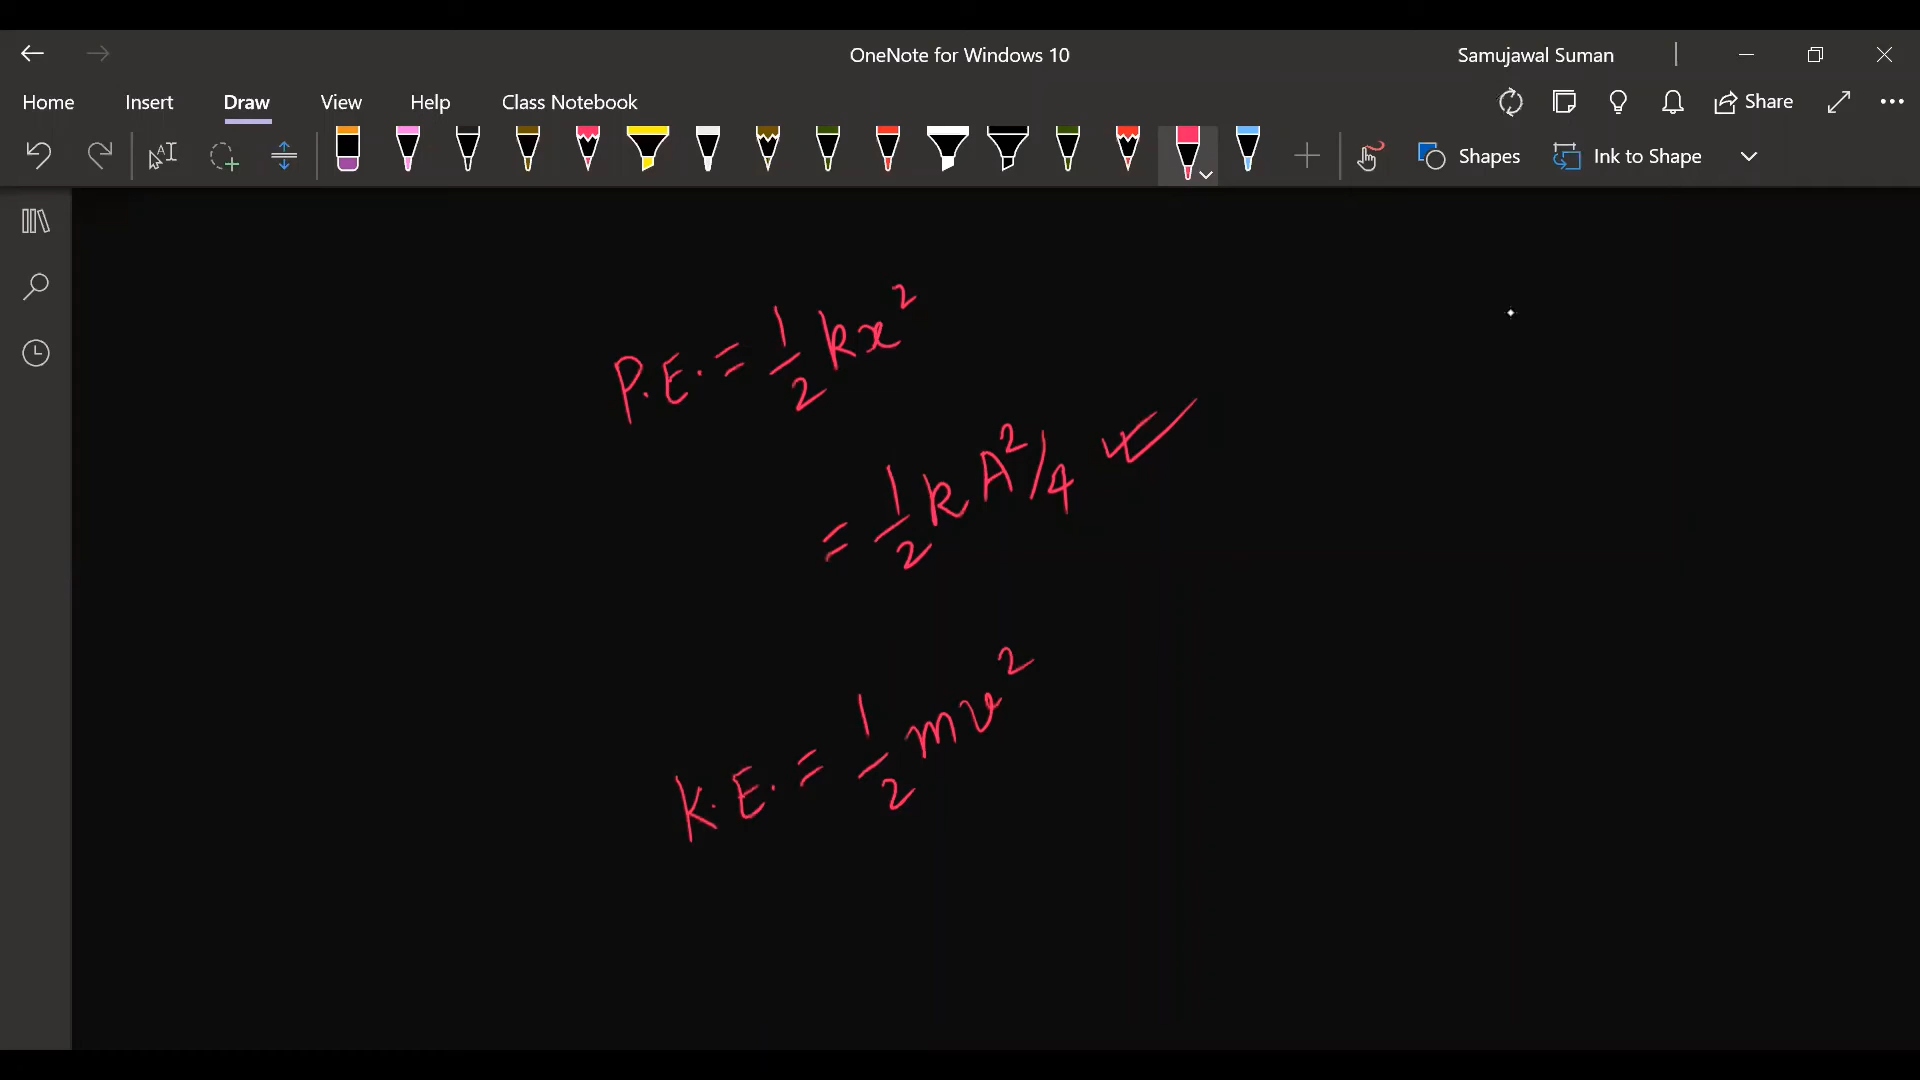 OneNote for Windows 10
Samujawal Suman
Home Insert Draw View Help Class Notebook
Share
Shapes Ink to Shape
P.E. = 1/2 kx²
= 1/2 kA²/4
K.E. = 1/2 mv²